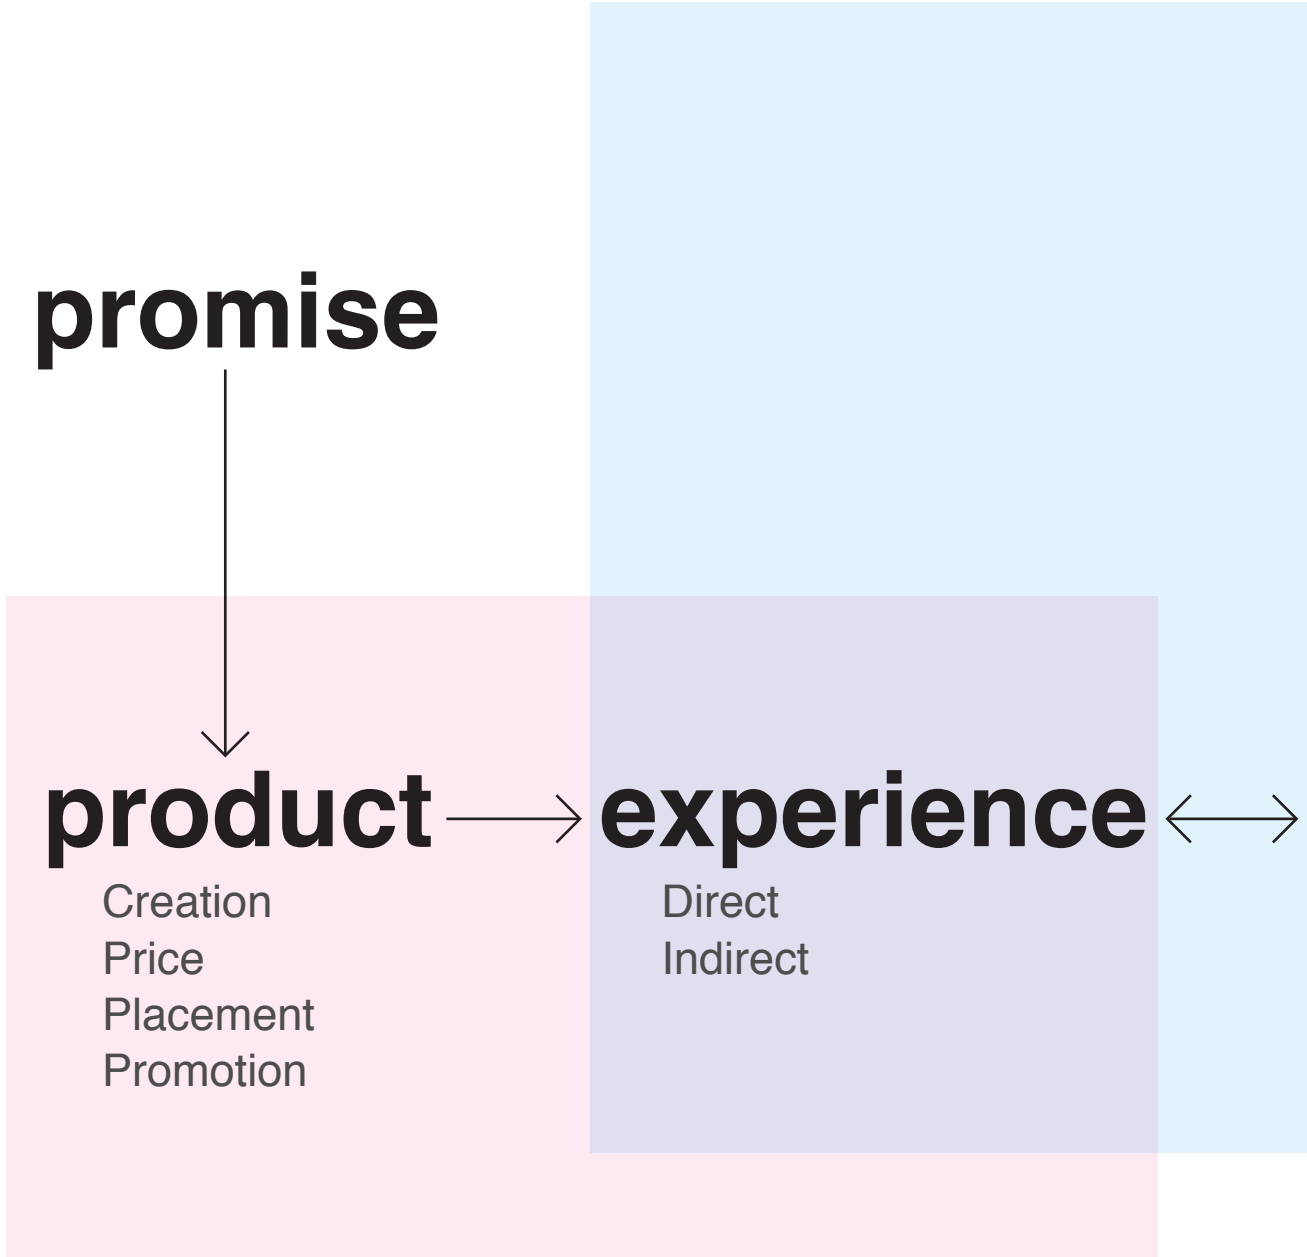 promise
product
experience
Creation
Price
Placement
Promotion
Direct
Indirect